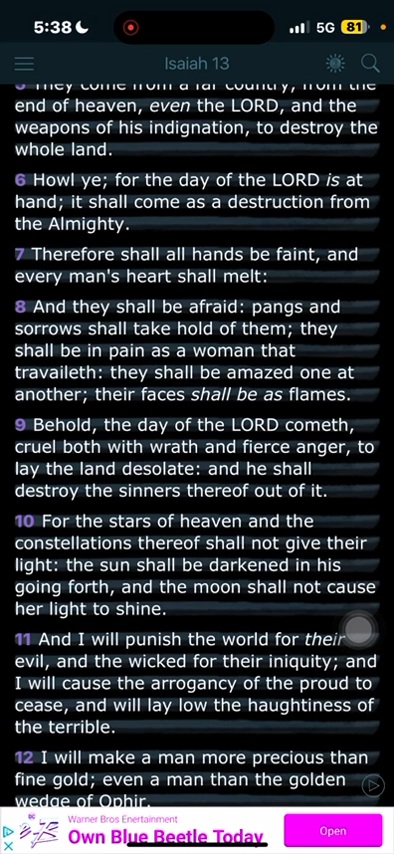 5:38
5G
81
Isaiah 13
5 They come from a far country, from the
end of heaven, even the LORD, and the
weapons of his indignation, to destroy the
whole land.
6 Howl ye; for the day of the LORD is at
hand; it shall come as a destruction from
the Almighty.
7 Therefore shall all hands be faint, and
every man's heart shall melt:
8 And they shall be afraid: pangs and
sorrows shall take hold of them; they
shall be in pain as a woman that
travaileth: they shall be amazed one at
another; their faces shall be as flames.
9 Behold, the day of the LORD cometh,
cruel both with wrath and fierce anger, to
lay the land desolate: and he shall
destroy the sinners thereof out of it.
10 For the stars of heaven and the
constellations thereof shall not give their
light: the sun shall be darkened in his
going forth, and the moon shall not cause
her light to shine.
11 And I will punish the world for their
evil, and the wicked for their iniquity; and
I will cause the arrogancy of the proud to
cease, and will lay low the haughtiness of
the terrible.
12 I will make a man more precious than
fine gold; even a man than the golden
wedge of Ophir.
Warner Bros Entertainment
Own Blue Beetle Today
Open